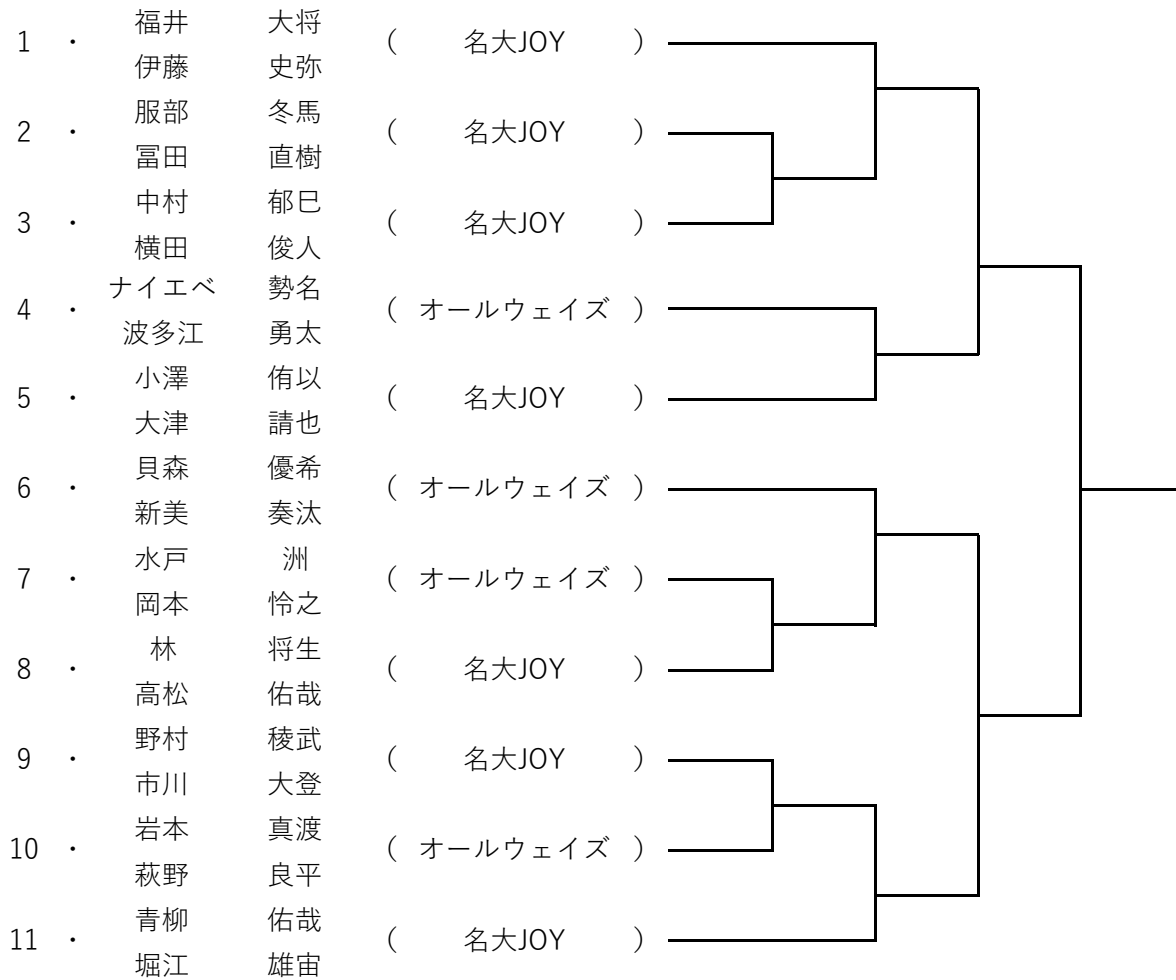 福井 大将
1 ・ ( 名大JOY )
伊藤 史弥
服部 冬馬
2 ・ ( 名大JOY )
冨田 直樹
中村 郁巳
3 ・ ( 名大JOY )
横田 俊人
ナイエベ 勢名
4 ・ ( オールウェイズ )
波多江 勇太
小澤 侑以
5 ・ ( 名大JOY )
大津 請也
貝森 優希
6 ・ ( オールウェイズ )
新美 奏汰
水戸 洲
7 ・ ( オールウェイズ )
岡本 怜之
林 将生
8 ・ ( 名大JOY )
高松 佑哉
野村 稜武
9 ・ ( 名大JOY )
市川 大登
岩本 真渡
10 ・ ( オールウェイズ )
萩野 良平
青柳 佑哉
11 ・ ( 名大JOY )
堀江 雄宙